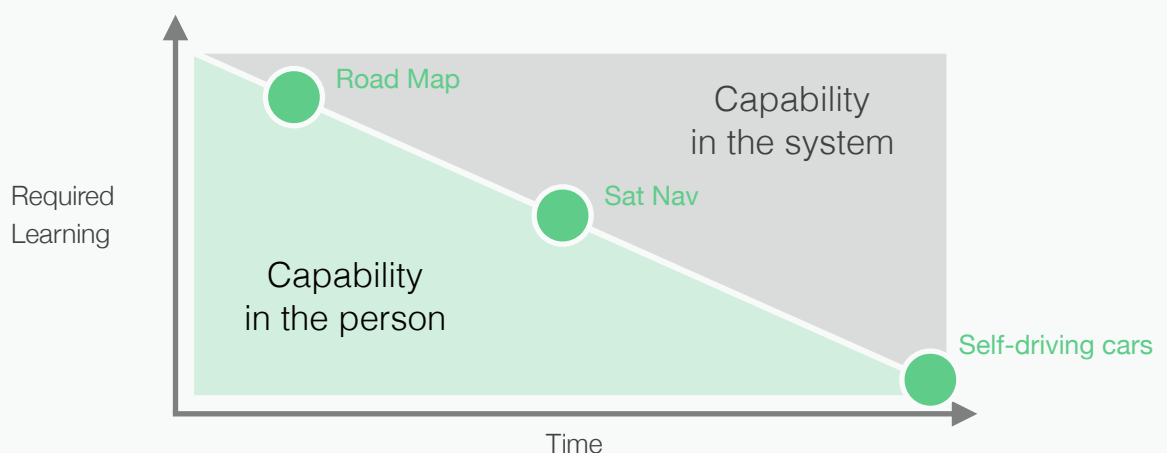 Road Map
Capability
in the system
Required
Learning
Sat Nav
Capability
in the person
Self-driving cars
Time